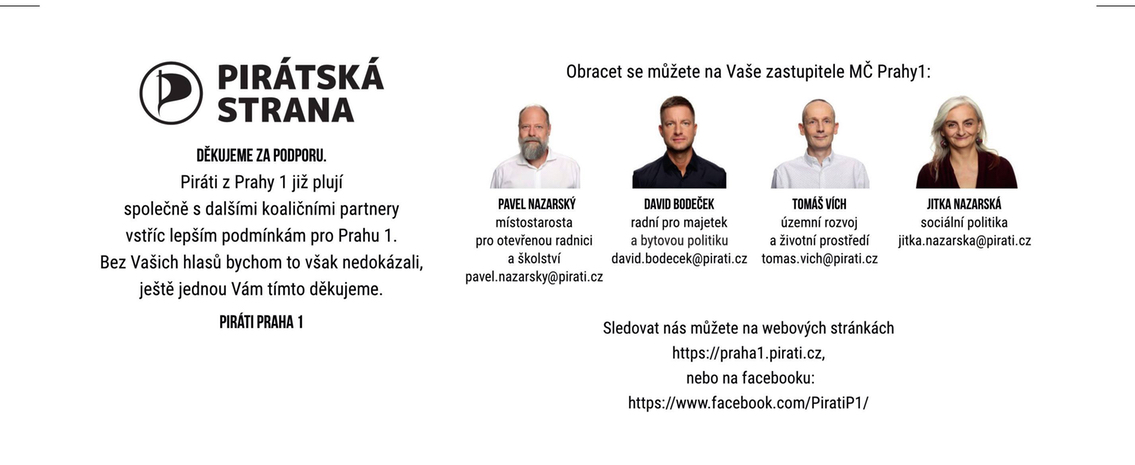 PIRÁTSKÁ
STRANA
DĚKUJEME ZA PODPORU.
Piráti z Prahy 1 již plují
společně s dalšími koaličními partnery
vstříc lepším podmínkám pro Prahu 1.
Bez Vašich hlasů bychom to však nedokázali,
ještě jednou Vám tímto děkujeme.
PIRÁTI PRAHA 1
Obracet se můžete na Vaše zastupitele MČ Prahy1:
PAVEL NAZARSKÝ
místostarosta
pro otevřenou radnici
a školství
pavel.nazarsky@pirati.cz
DAVID BODEČEK
radní pro majetek
a bytovou politiku
david.bodecek@pirati.cz
TOMÁŠ VÍCH
územní rozvoj
a životní prostředí
tomas.vich@pirati.cz
JITKA NAZARSKÁ
sociální politika
jitka.nazarska@pirati.cz
Sledovat nás můžete na webových stránkách
https://praha1.pirati.cz,
nebo na facebooku:
https://www.facebook.com/PiratiP1/